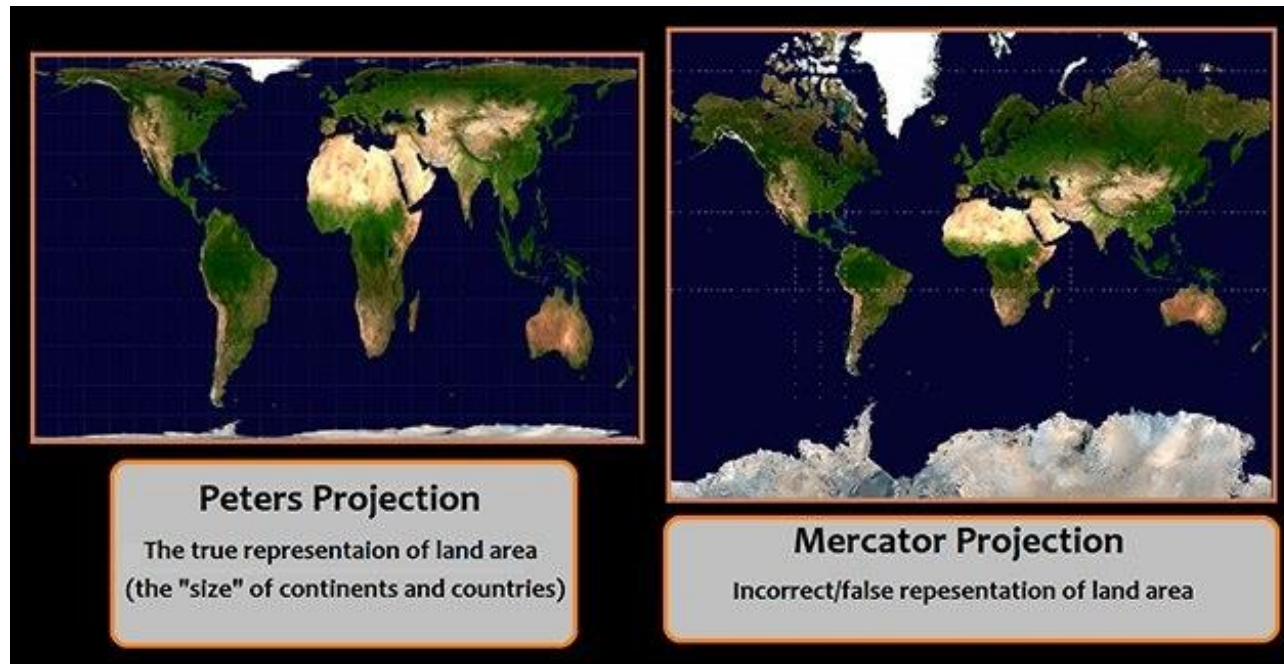 Peters Projection
The true representaion of land area
(the "size" of continents and countries)
Mercator Projection
Incorrect/false repesentation of land area